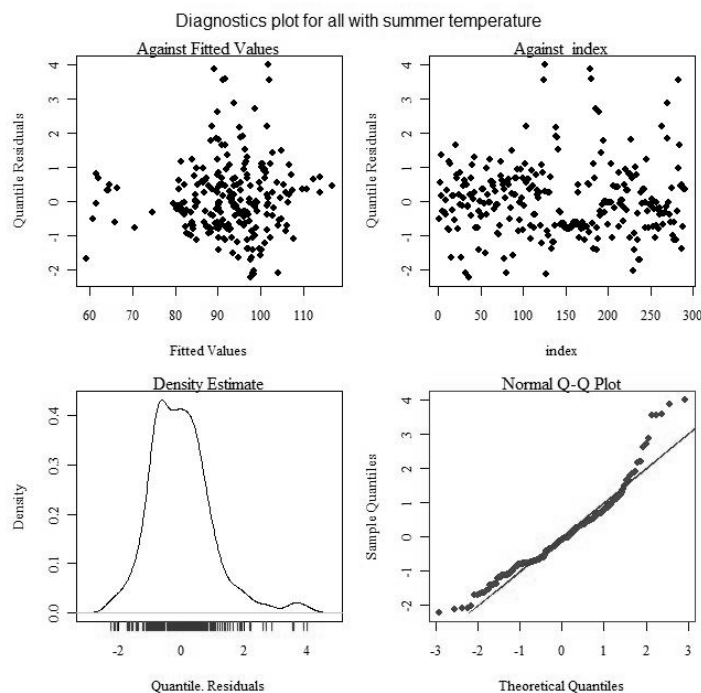 Diagnostics plot for all with summer temperature
Against Fitted Values
Quantile Residuals
-2 -1 0 1 2 3 4
60 70 80 90 100 110
Fitted Values
Against index
Quantile Residuals
-2 -1 0 1 2 3 4
0 50 100 150 200 250 300
index
Density Estimate
Density
0.0 0.1 0.2 0.3 0.4
-2 0 2 4
Quantile. Residuals
Normal Q-Q Plot
Sample Quantiles
-2 -1 0 1 2 3 4
-3 -2 -1 0 1 2 3
Theoretical Quantiles